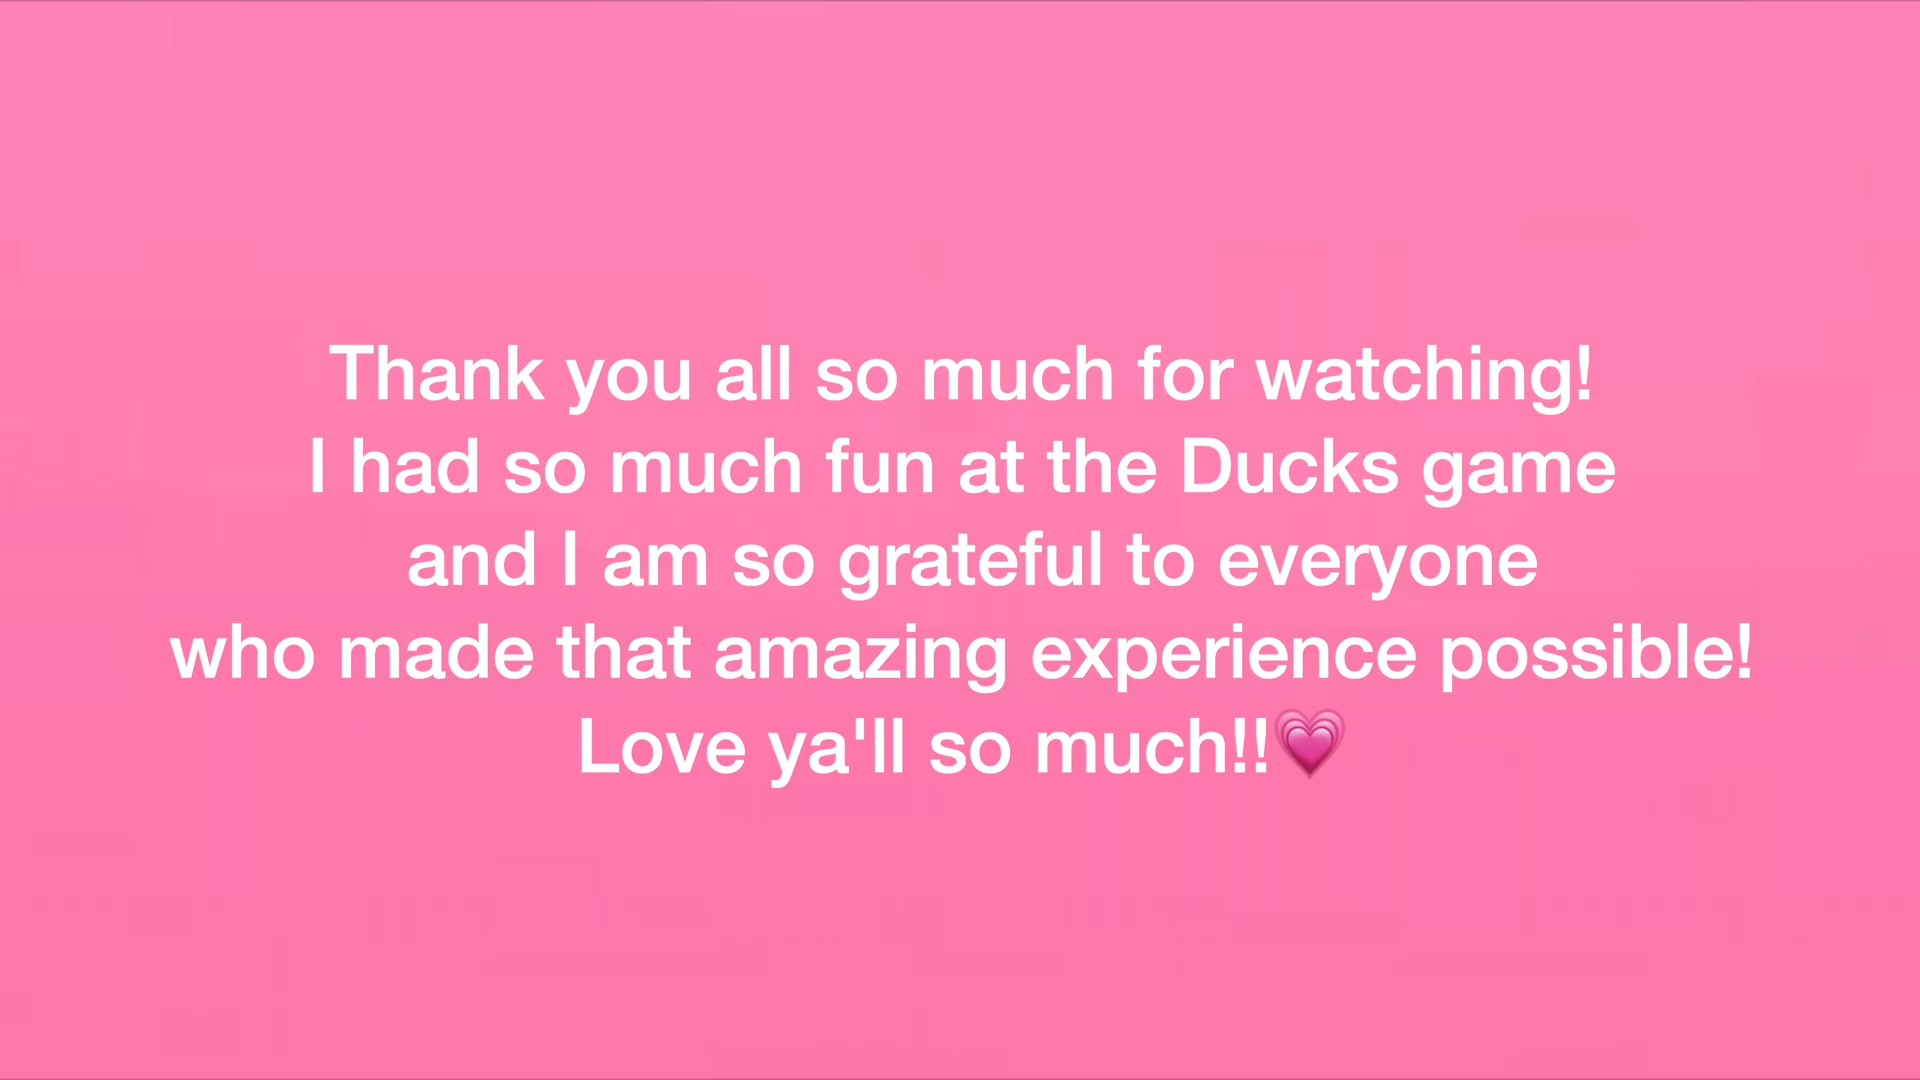 Thank you all so much for watching!
I had so much fun at the Ducks game
and I am so grateful to everyone
who made that amazing experience possible!
Love ya'll so much!!💗